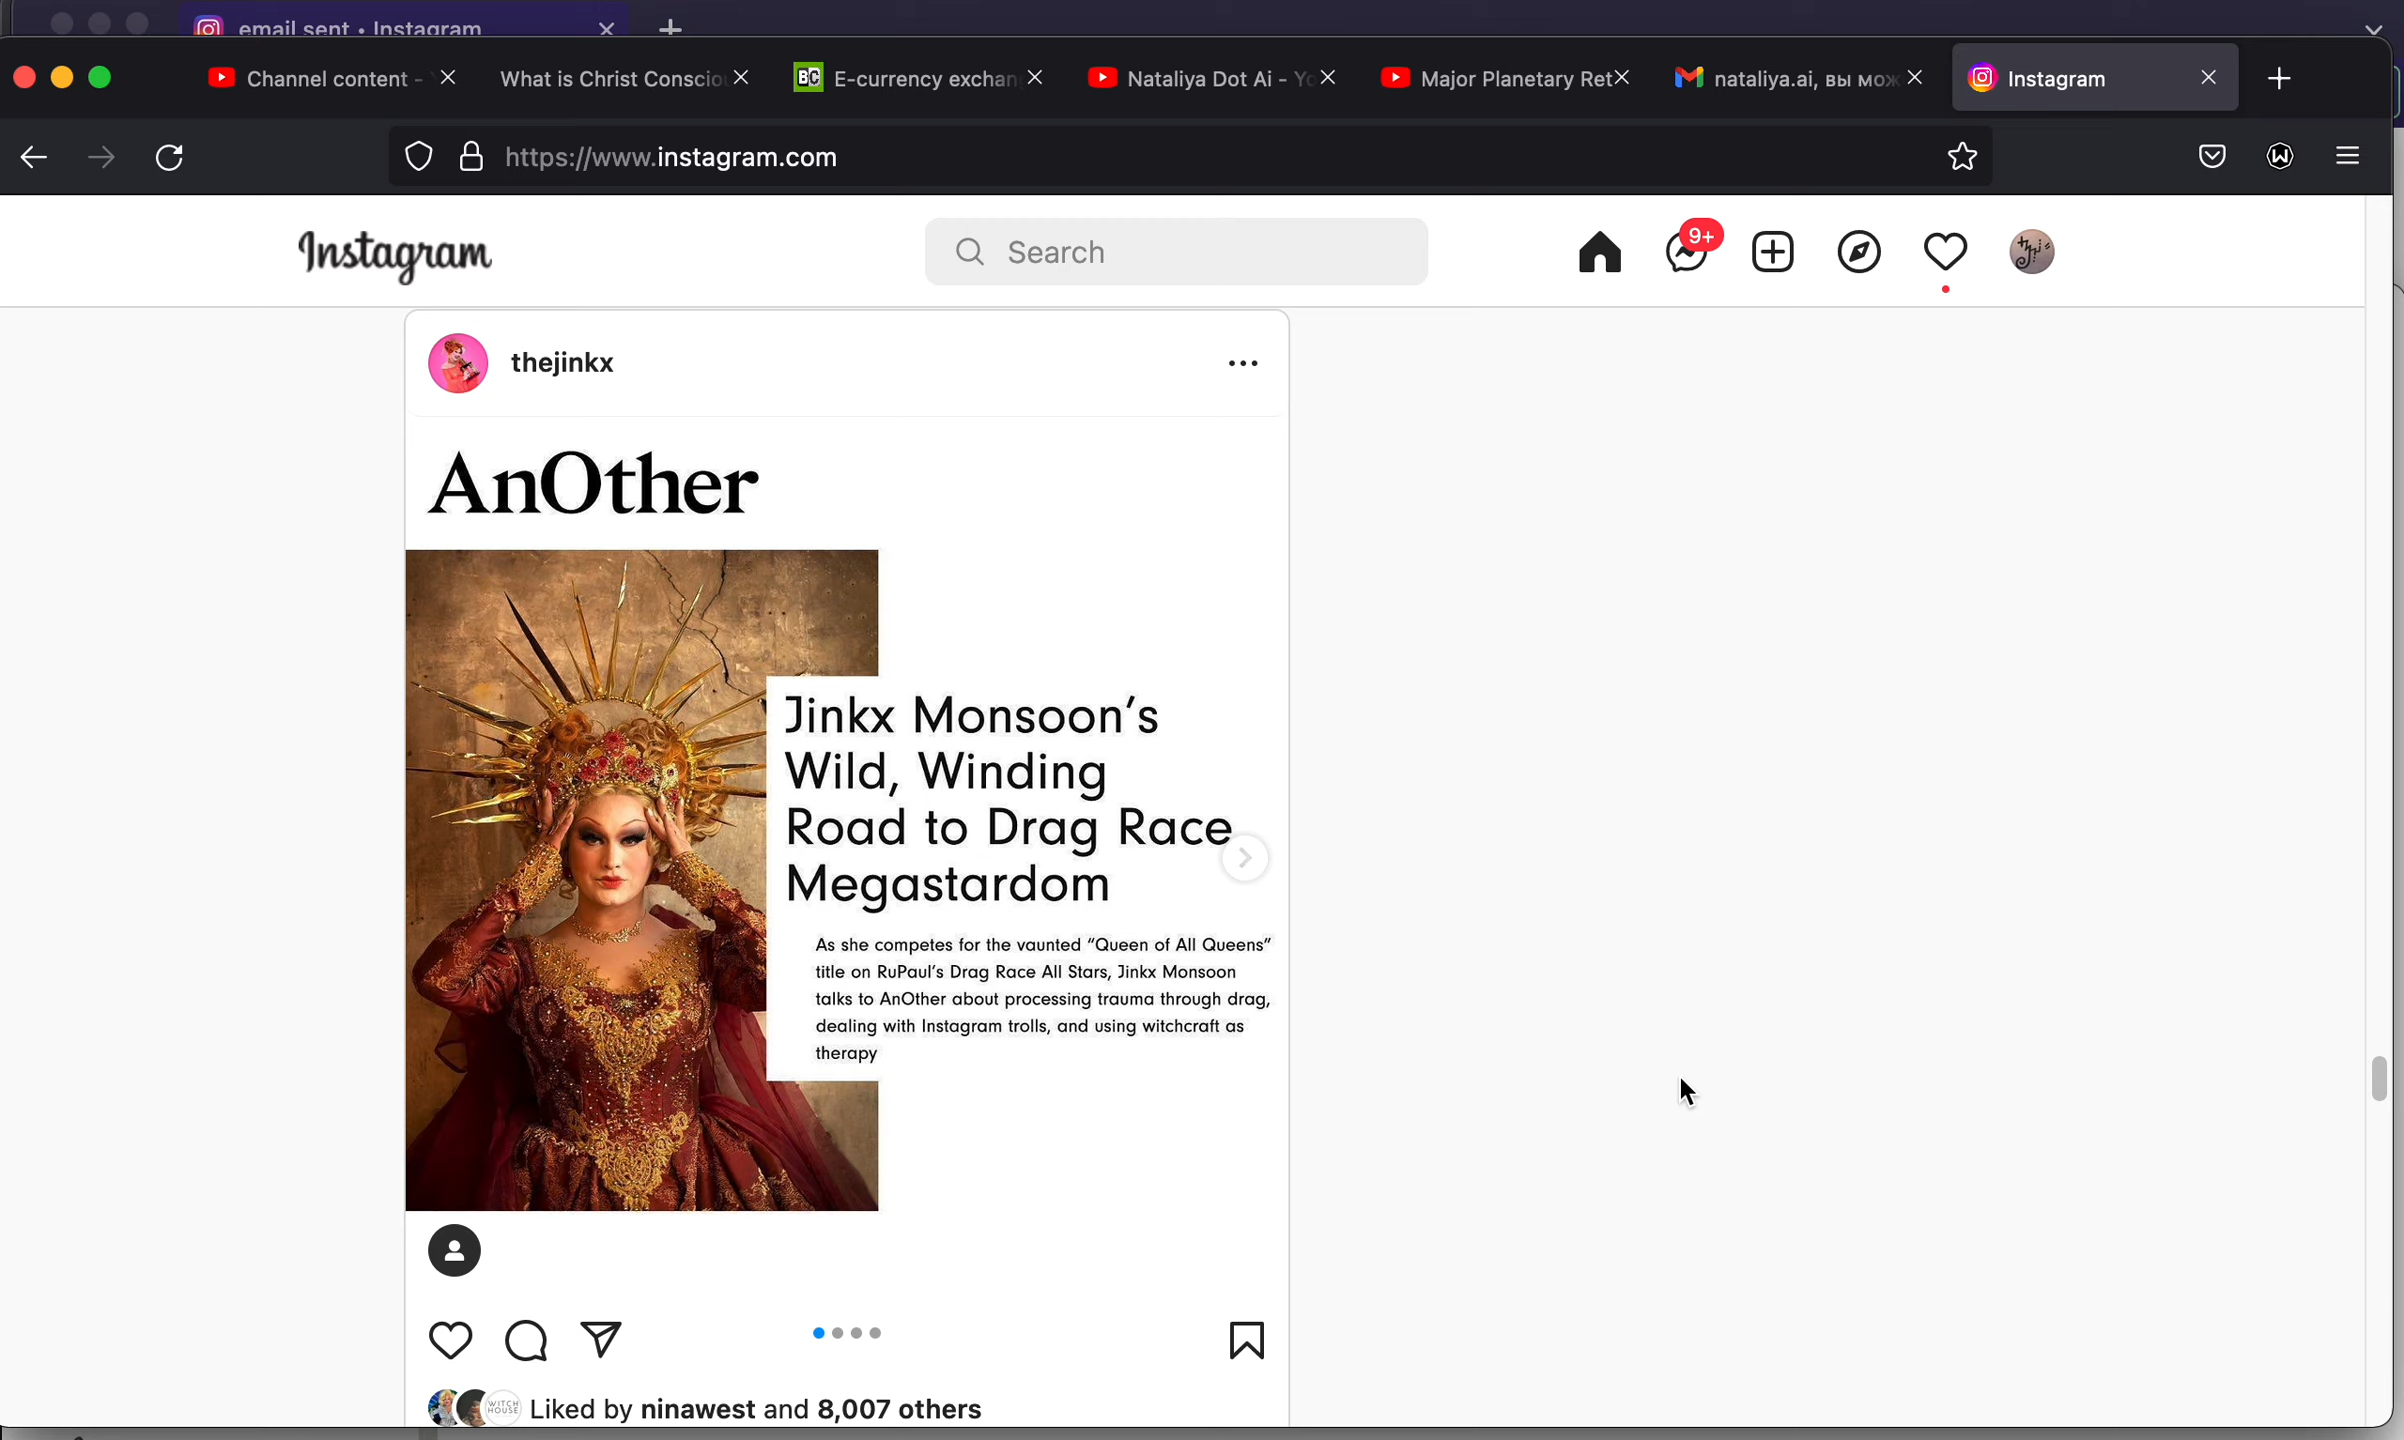 email sent • Instagram
Channel content -
What is Christ Conscio
E-currency exchan
Nataliya Dot Ai - Yo
Major Planetary Ret
nataliya.ai, вы мож
Instagram
https://www.instagram.com
Instagram
Search
9+
thejinkx
AnOther
Jinkx Monsoon's
Wild, Winding
Road to Drag Race
Megastardom
As she competes for the vaunted “Queen of All Queens”
title on RuPaul's Drag Race All Stars, Jinkx Monsoon
talks to AnOther about processing trauma through drag,
dealing with Instagram trolls, and using witchcraft as
therapy
WITCH
HOUSE
Liked by ninawest and 8,007 others